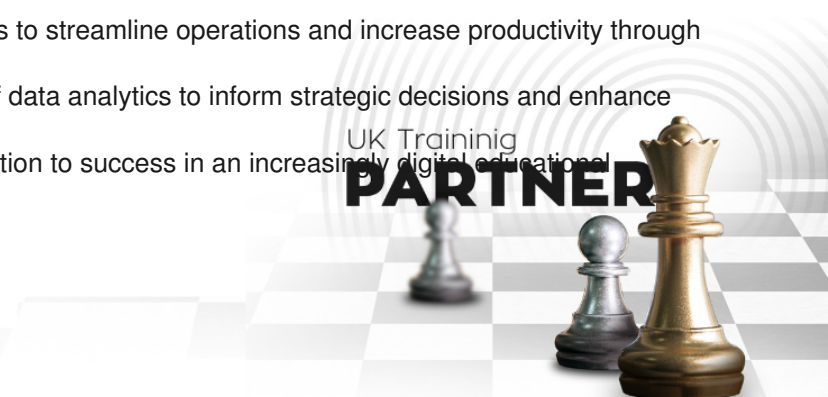 s to streamline operations and increase productivity through
data analytics to inform strategic decisions and enhance
UK Traininig
tion to success in an increasingly digital educational
PARTNER